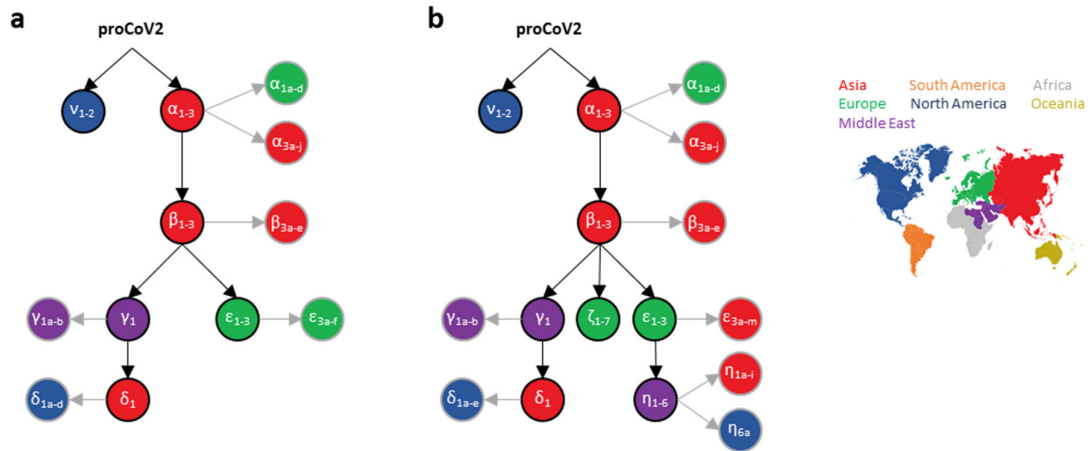 a
proCoV2
ν1-2
α1-3
α1a-d
α3a-j
β1-3
β3a-e
γ1a-b
γ1
ε1-3
ε3a-f
δ1a-d
δ1
b
proCoV2
ν1-2
α1-3
α1a-d
α3a-j
β1-3
β3a-e
γ1a-b
γ1
ζ1-7
ε1-3
ε3a-m
δ1a-e
δ1
η1-6
η1a-i
η6a
Asia South America Africa
Europe North America Oceania
Middle East